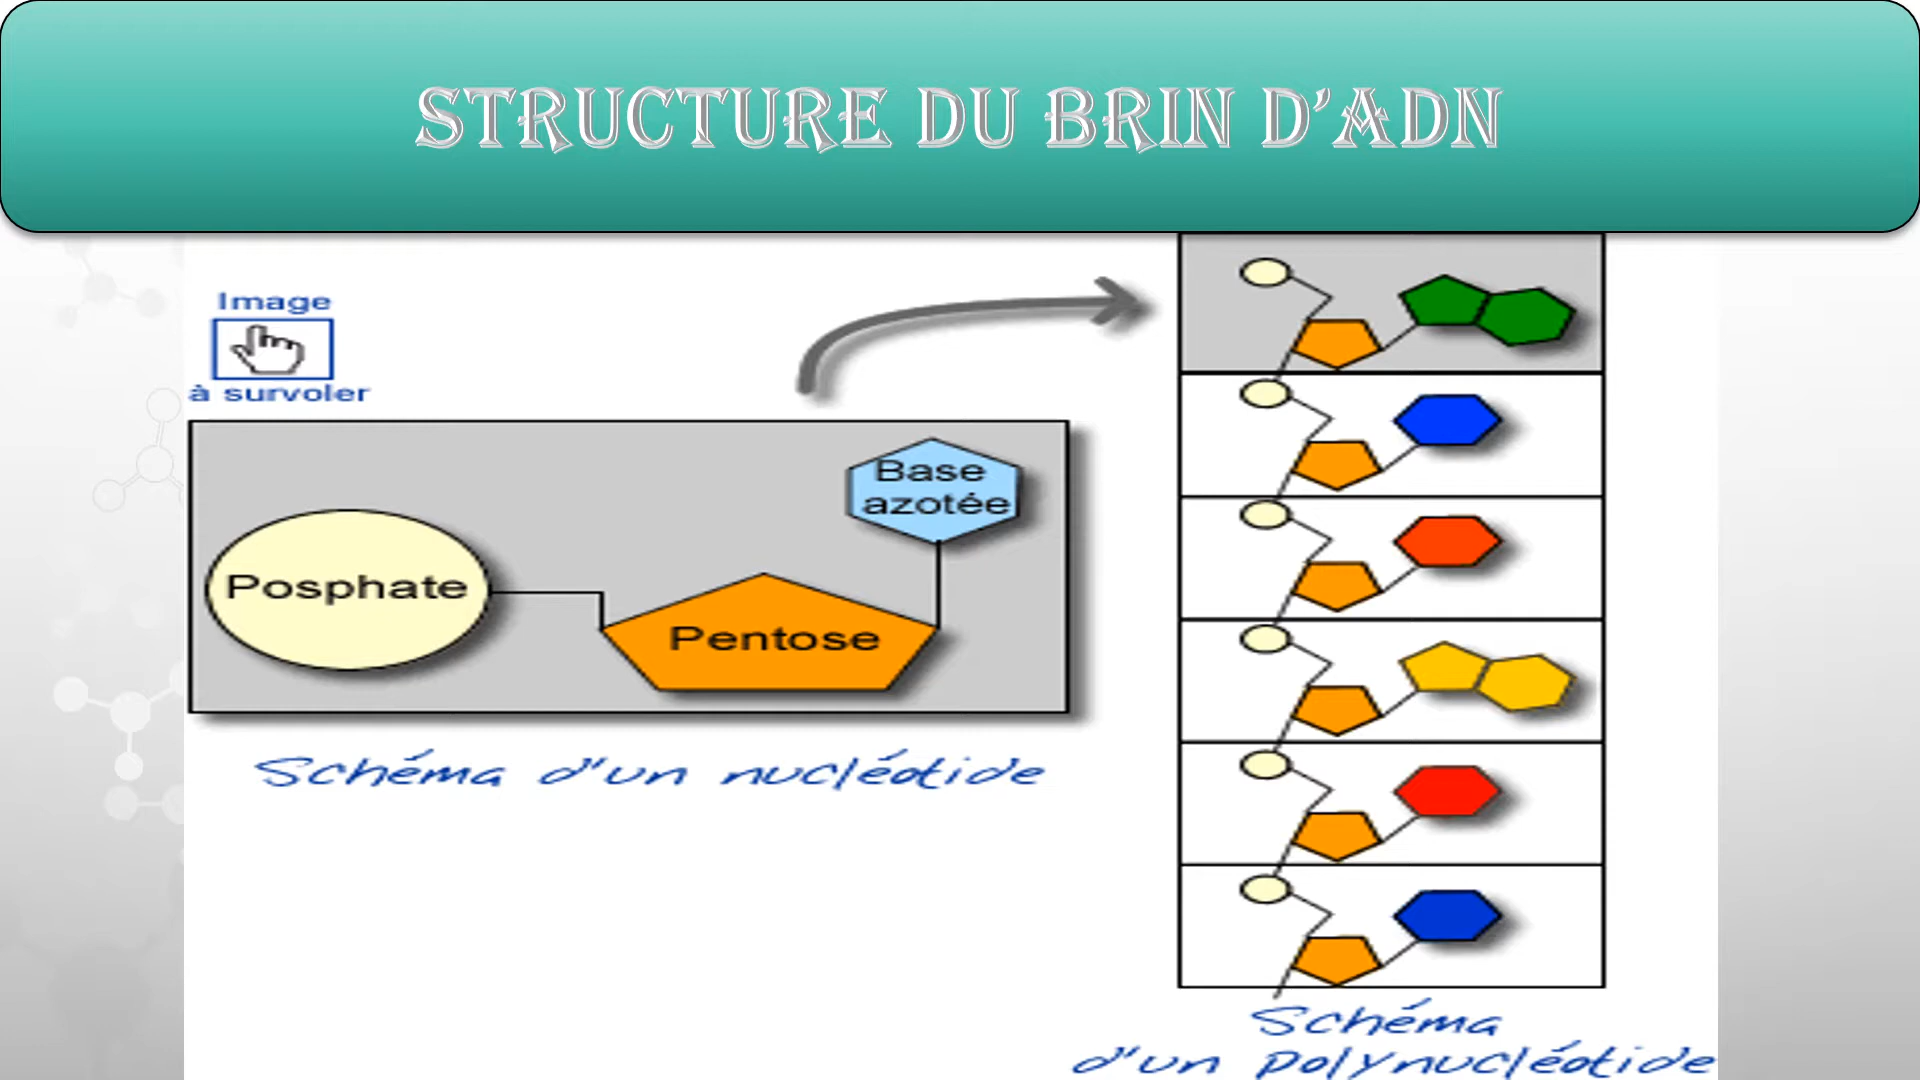 STRUCTURE DU BRIN D’ADN
Image
à survoler
Base
azotée
Posphate
Pentose
Schéma d'un nucléotide
Schéma
d'un polynucléotide